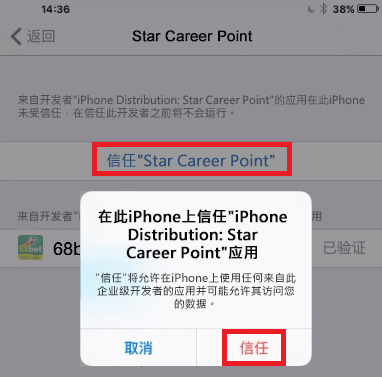 14:36
38%
返回
Star Career Point
来自开发者"iPhone Distribution: Star Career Point"的应用在此iPhone
未受信任，在信任此开发者之前将不会运行。
信任"Star Career Point"
在此iPhone上信任"iPhone
Distribution: Star
Career Point"应用
"信任"将允许在iPhone上使用任何来自此
企业级开发者的应用并可能允许其访问您
的数据。
取消
信任
来自开发者"
用
68bet
68b
已验证